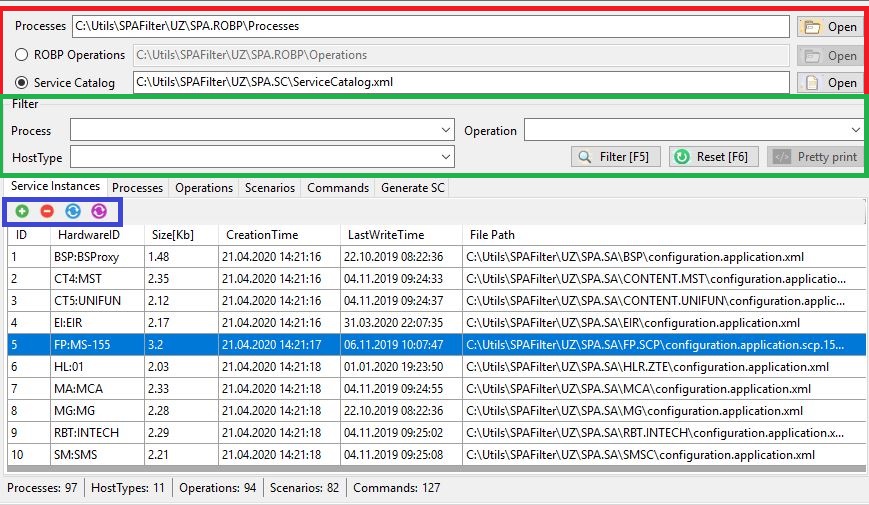 Processes C:\Utils\SPAFilter\UZ\SPA.ROBP\Processes Open
ROBP Operations C:\Utils\SPAFilter\UZ\SPA.ROBP\Operations Open
Service Catalog C:\Utils\SPAFilter\UZ\SPA.SC\ServiceCatalog.xml Open
Filter
Process Operation
HostType Filter [F5] Reset [F6] Pretty print
Service Instances Processes Operations Scenarios Commands Generate SC
ID HardwareID Size[Kb] CreationTime LastWriteTime File Path
1 BSP:BSProxy 1.48 21.04.2020 14:21:16 22.10.2019 08:22:36 C:\Utils\SPAFilter\UZ\SPA.SA\BSP\configuration.application.xml
2 CT4:MST 2.35 21.04.2020 14:21:16 04.11.2019 09:24:33 C:\Utils\SPAFilter\UZ\SPA.SA\CONTENT.MST\configuration.applicatio...
3 CT5:UNIFUN 2.12 21.04.2020 14:21:16 04.11.2019 09:24:37 C:\Utils\SPAFilter\UZ\SPA.SA\CONTENT.UNIFUN\configuration.applic...
4 EI:EIR 2.17 21.04.2020 14:21:16 31.03.2020 22:07:35 C:\Utils\SPAFilter\UZ\SPA.SA\EIR\configuration.application.xml
5 FP:MS-155 3.2 21.04.2020 14:21:17 06.11.2019 10:07:47 C:\Utils\SPAFilter\UZ\SPA.SA\FP.SCP\configuration.application.scp.15...
6 HL:01 2.03 21.04.2020 14:21:18 01.01.2020 19:23:50 C:\Utils\SPAFilter\UZ\SPA.SA\HLR.ZTE\configuration.application.xml
7 MA:MCA 2.33 21.04.2020 14:21:18 04.11.2019 09:24:55 C:\Utils\SPAFilter\UZ\SPA.SA\MCA\configuration.application.xml
8 MG:MG 2.28 21.04.2020 14:21:18 22.10.2019 08:22:36 C:\Utils\SPAFilter\UZ\SPA.SA\MG\configuration.application.xml
9 RBT:INTECH 2.29 21.04.2020 14:21:18 04.11.2019 09:25:02 C:\Utils\SPAFilter\UZ\SPA.SA\RBT.INTECH\configuration.application.x...
10 SM:SMS 2.21 21.04.2020 14:21:18 04.11.2019 09:25:08 C:\Utils\SPAFilter\UZ\SPA.SA\SMSC\configuration.application.xml
Processes: 97 HostTypes: 11 Operations: 94 Scenarios: 82 Commands: 127